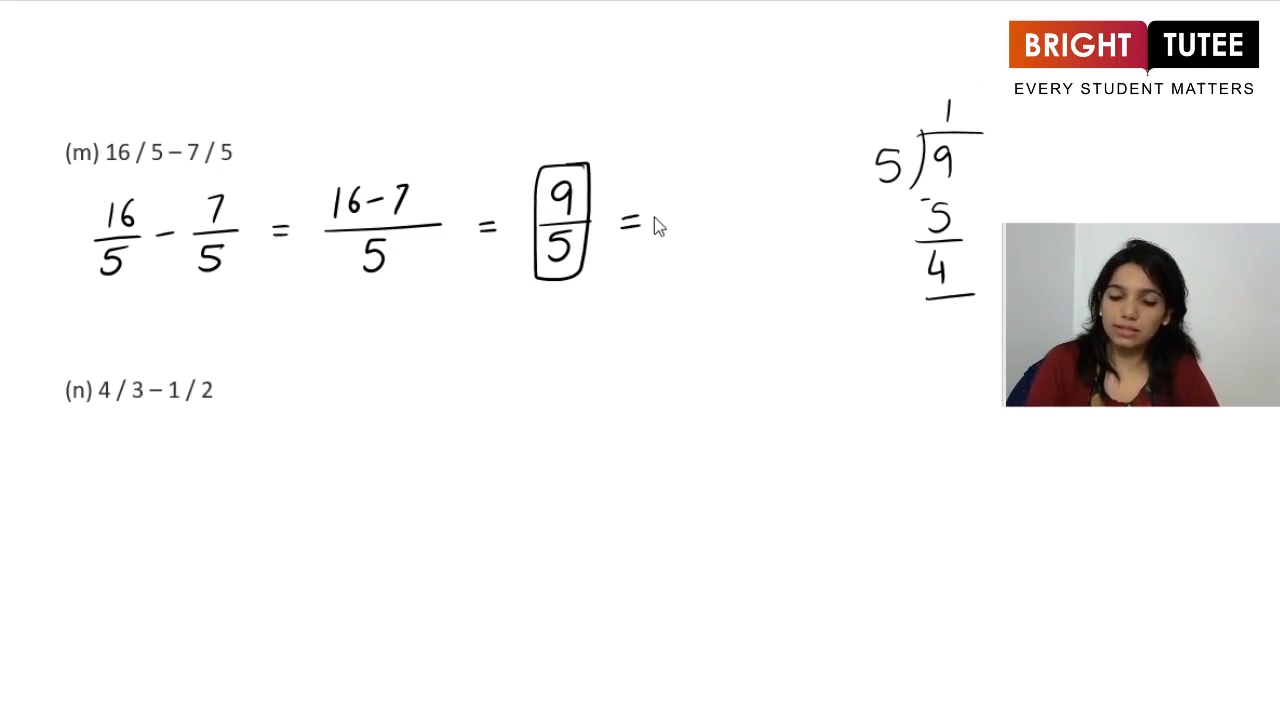 BRIGHT TUTEE
EVERY STUDENT MATTERS
(m) 16 / 5 – 7 / 5
16/5 - 7/5 = 16-7/5 = 9/5 =
1
5)9
-5
4
(n) 4 / 3 – 1 / 2